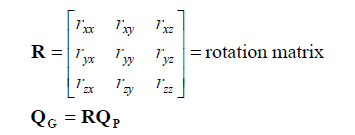 R = [ r_xx r_xy r_xz
r_yx r_yy r_yz
r_zx r_zy r_zz ] = rotation matrix
Q_G = RQ_P